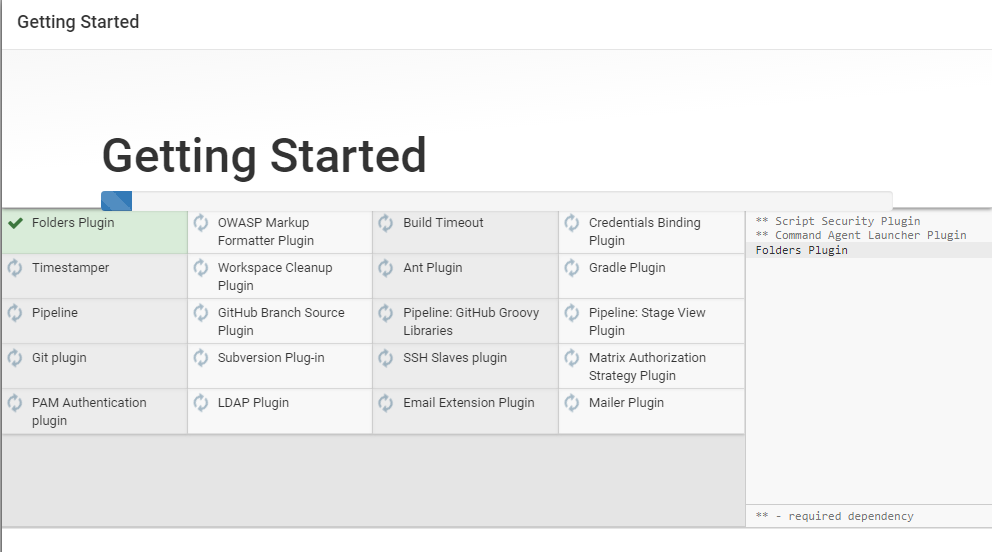 Getting Started
Getting Started
Folders Plugin
OWASP Markup
Formatter Plugin
Build Timeout
Credentials Binding
Plugin
Timestamper
Workspace Cleanup
Plugin
Ant Plugin
Gradle Plugin
Pipeline
GitHub Branch Source
Plugin
Pipeline: GitHub Groovy
Libraries
Pipeline: Stage View
Plugin
Git plugin
Subversion Plug-in
SSH Slaves plugin
Matrix Authorization
Strategy Plugin
PAM Authentication
plugin
LDAP Plugin
Email Extension Plugin
Mailer Plugin
** Script Security Plugin
** Command Agent Launcher Plugin
Folders Plugin
** - required dependency